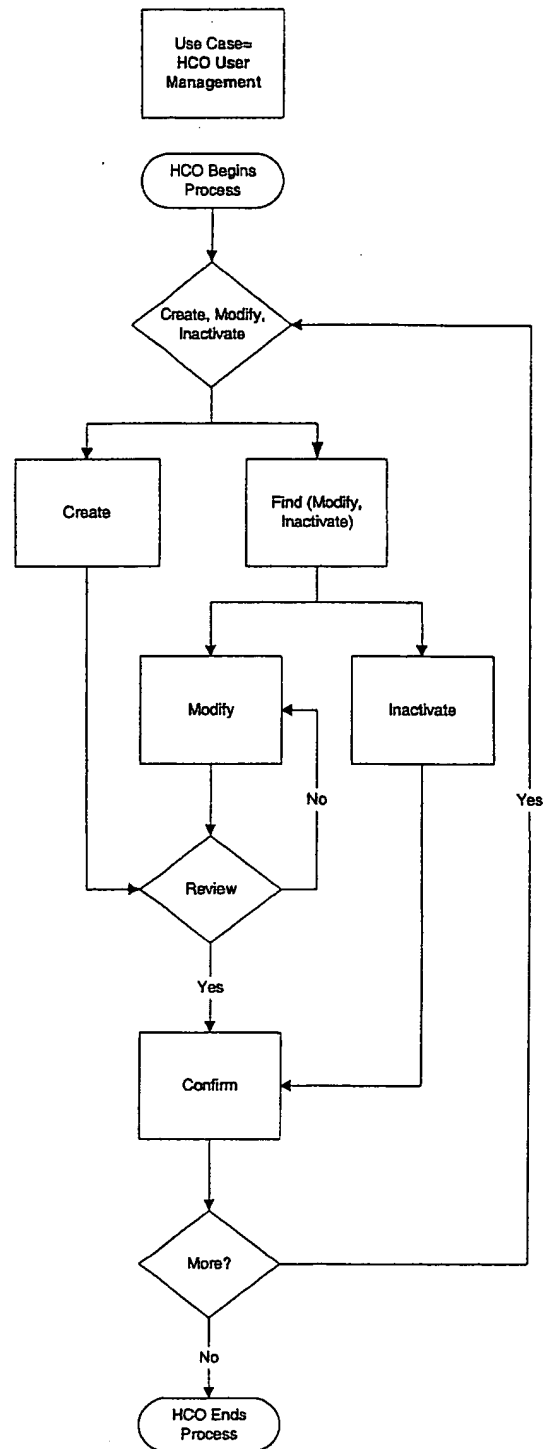 Use Case=
HCO User
Management
HCO Begins
Process
Create, Modify,
Inactivate
Create
Find (Modify,
Inactivate)
Modify
Inactivate
No
Yes
Review
Yes
Confirm
More?
No
HCO Ends
Process